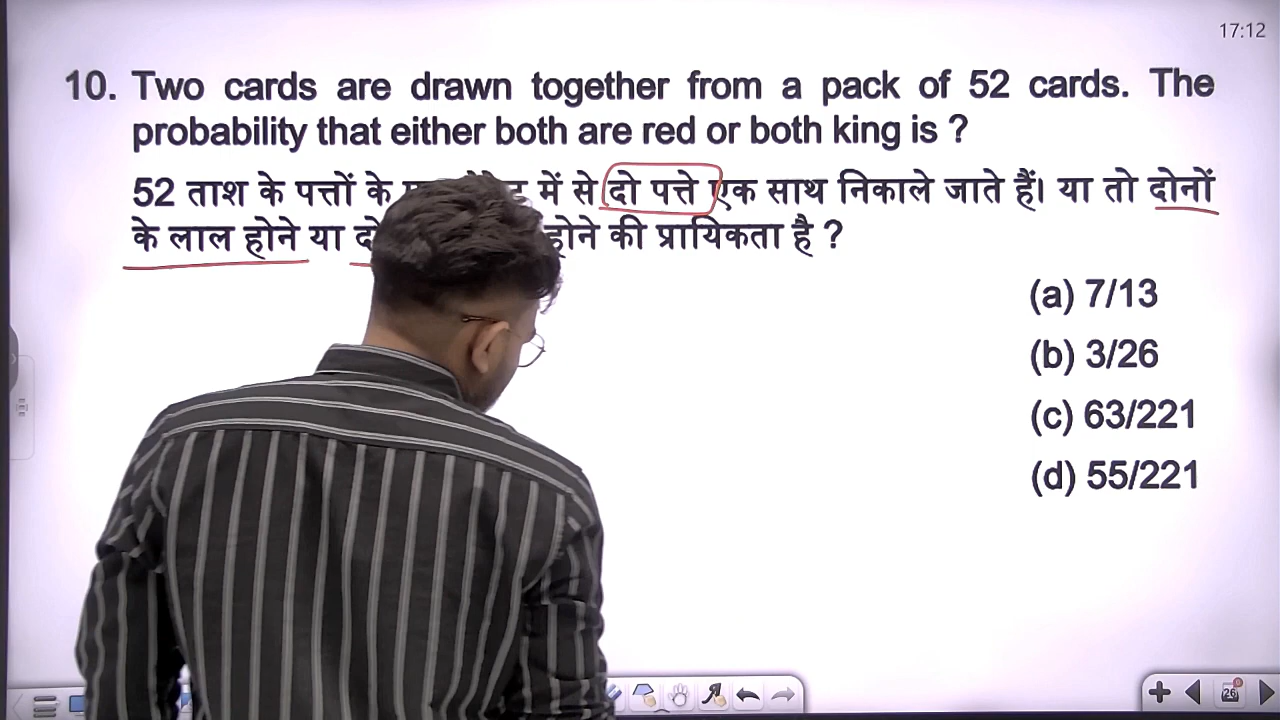 17:12
10. Two cards are drawn together from a pack of 52 cards. The
probability that either both are red or both king is ?
52 ताश के पत्तों के में से दो पत्ते एक साथ निकाले जाते हैं। या तो दोनों
के लाल होने या होने की प्रायिकता है ?
(a) 7/13
(b) 3/26
(c) 63/221
(d) 55/221
26